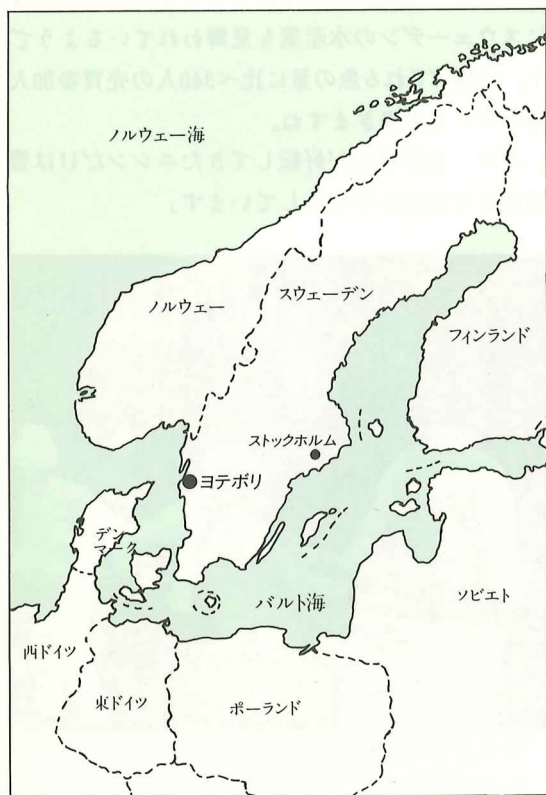 ノルウェー海
ノルウェー
スウェーデン
フィンランド
ストックホルム
ヨテボリ
デン
マーク
バルト海
ソビエト
西ドイツ
東ドイツ
ポーランド